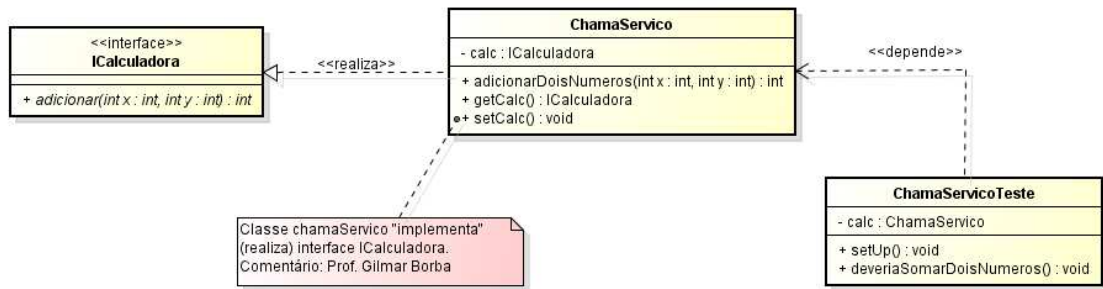 <<interface>>
ICalculadora
+ adicionar(int x : int, int y : int) : int
<<realiza>>
ChamaServico
- calc : ICalculadora
+ adicionarDoisNumeros(int x : int, int y : int) : int
+ getCalc() : ICalculadora
+ setCalc() : void
<<depende>>
Classe chamaServico "implementa"
(realiza) interface ICalculadora.
Comentário: Prof. Gilmar Borba
ChamaServicoTeste
- calc : ChamaServico
+ setUp() : void
+ deveriaSomarDoisNumeros() : void